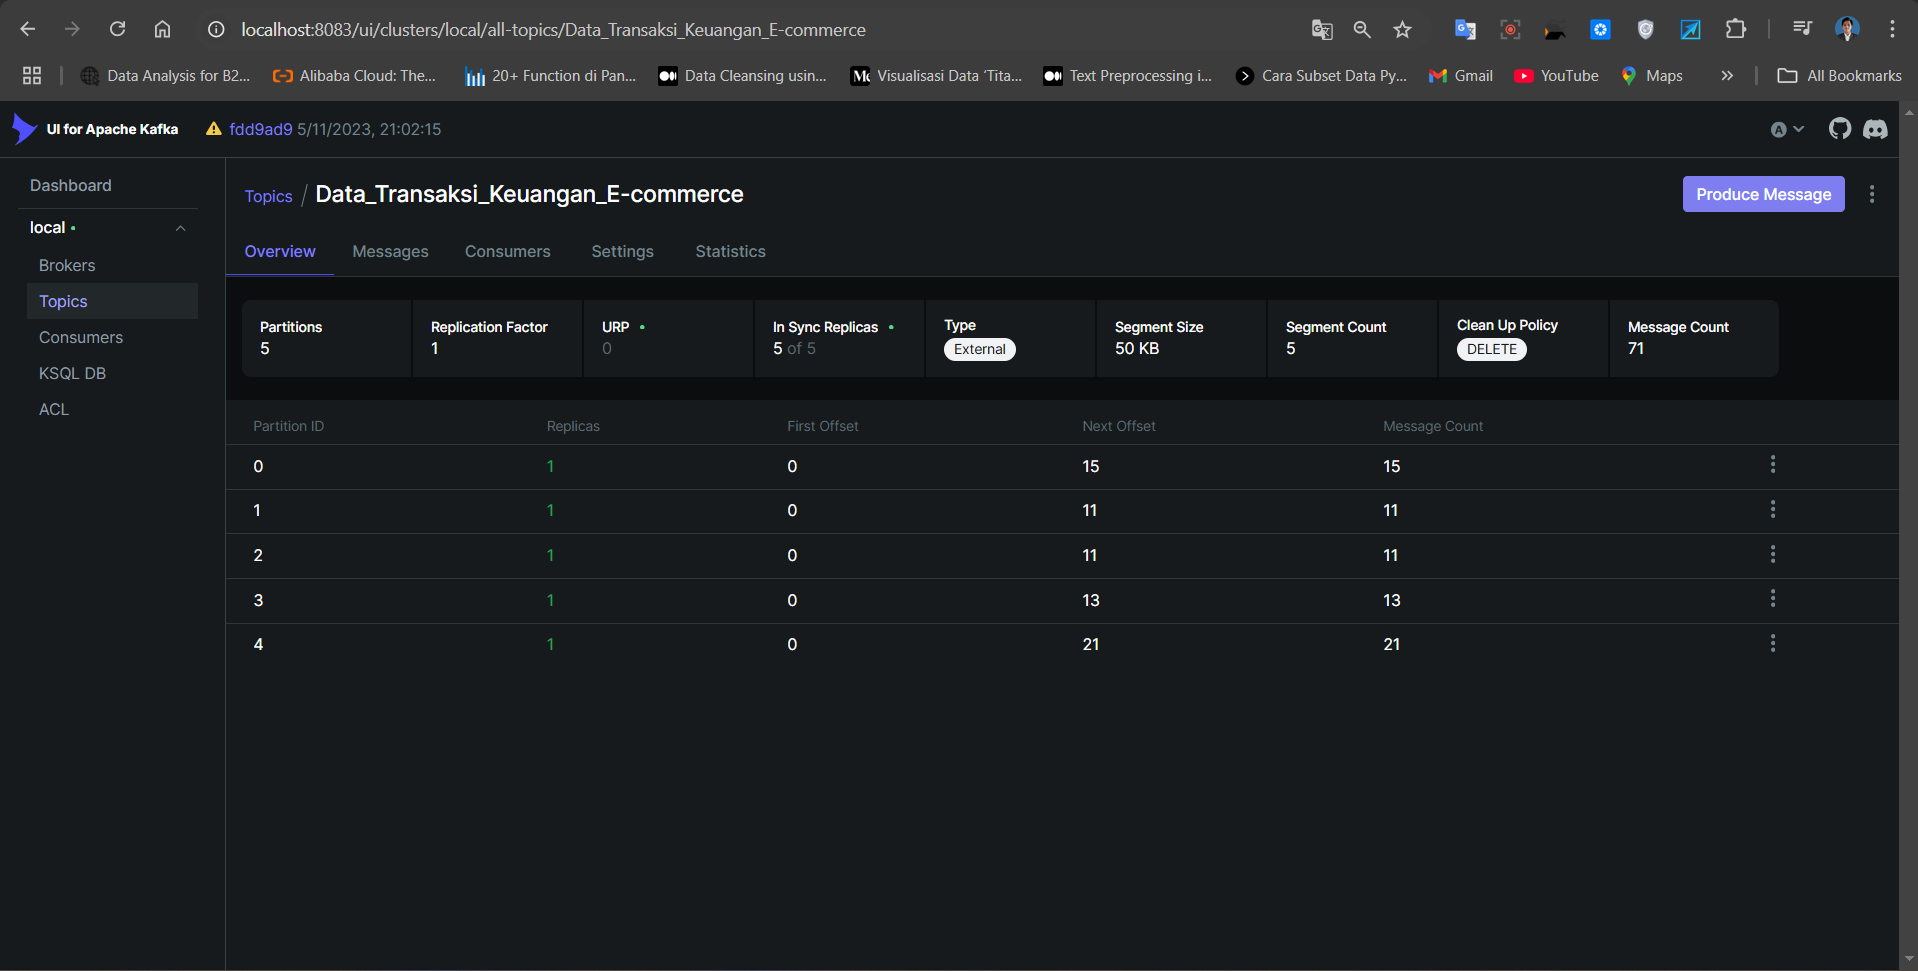 localhost:8083/ui/clusters/local/all-topics/Data_Transaksi_Keuangan_E-commerce
Data Analysis for B2... Alibaba Cloud: The... 20+ Function di Pan... Data Cleansing usin... Visualisasi Data 'Tita... Text Preprocessing i... Cara Subset Data Py... Gmail YouTube Maps » All Bookmarks
UI for Apache Kafka fdd9ad9 5/11/2023, 21:02:15 A
Dashboard
local
Brokers
Topics
Consumers
KSQL DB
ACL
Topics / Data_Transaksi_Keuangan_E-commerce Produce Message
Overview Messages Consumers Settings Statistics
Partitions Replication Factor URP In Sync Replicas Type Segment Size Segment Count Clean Up Policy Message Count
5 1 0 5 of 5 External 50 KB 5 DELETE 71
Partition ID Replicas First Offset Next Offset Message Count
0 1 0 15 15
1 1 0 11 11
2 1 0 11 11
3 1 0 13 13
4 1 0 21 21